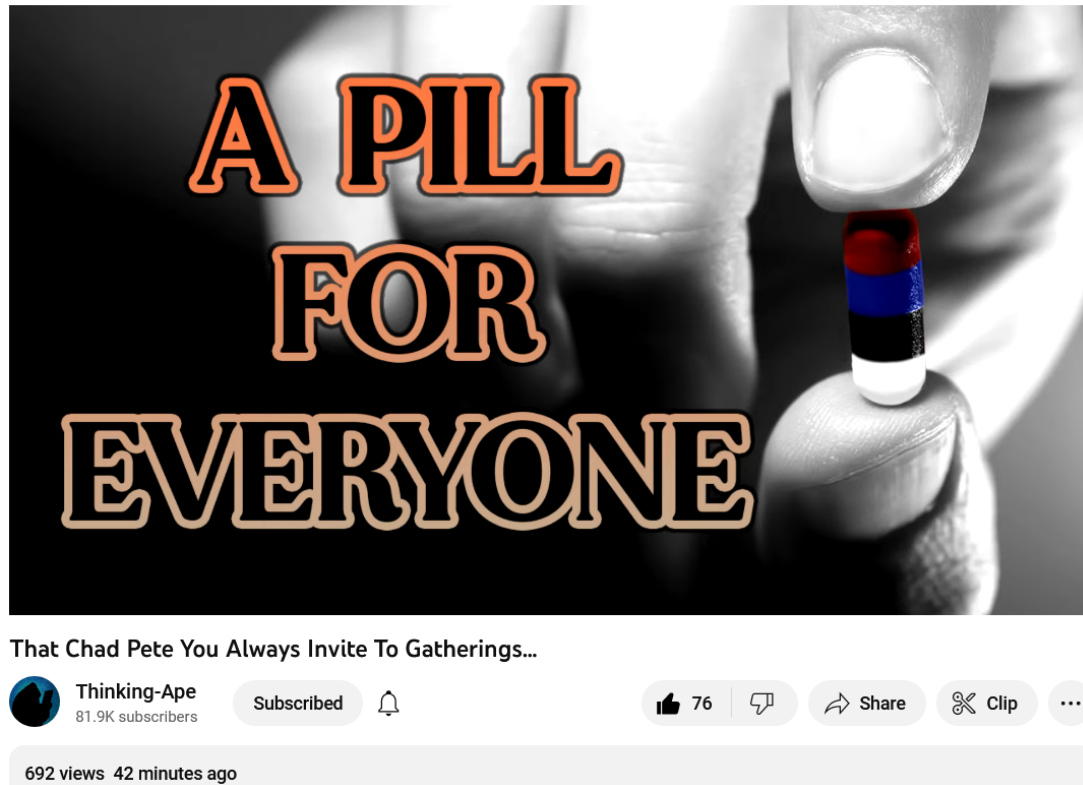 A PILL
FOR
EVERYONE
That Chad Pete You Always Invite To Gatherings...
Thinking-Ape
81.9K subscribers
Subscribed
76
Share
Clip
692 views 42 minutes ago